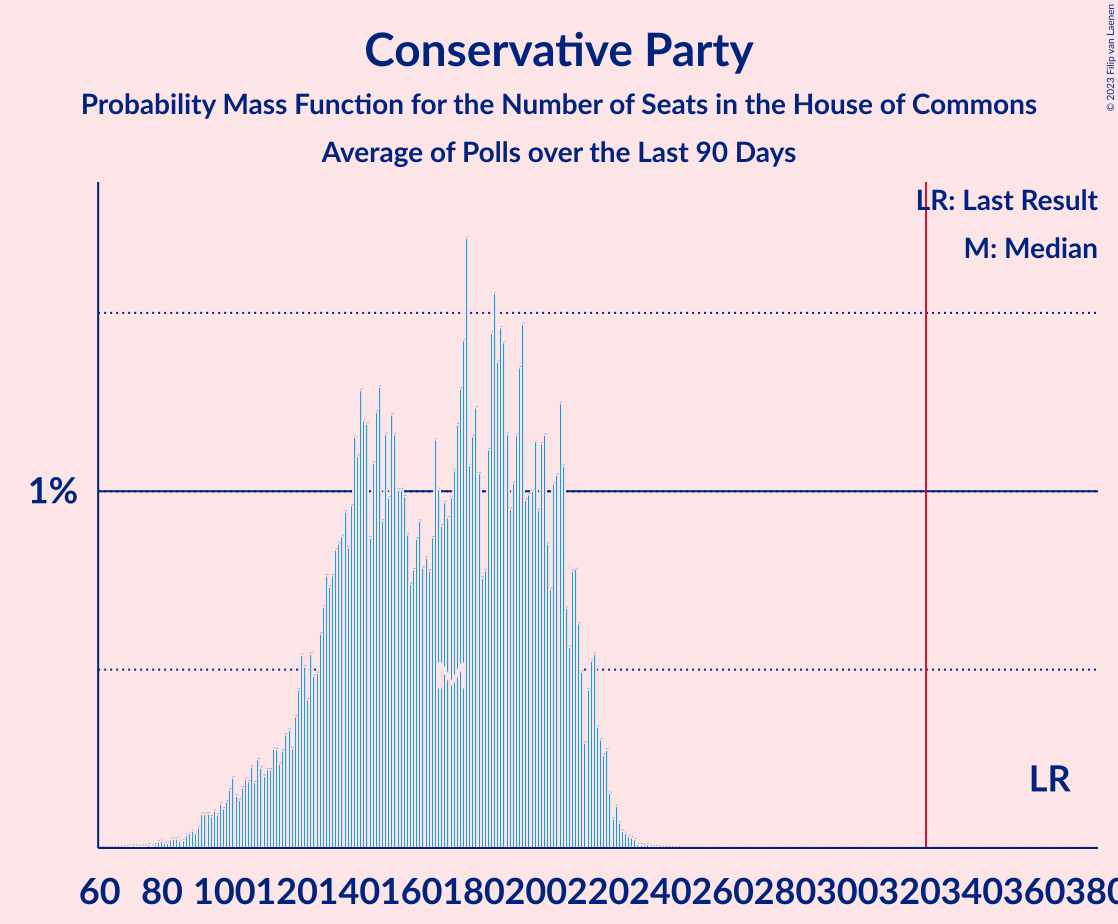 Conservative Party
Probability Mass Function for the Number of Seats in the House of Commons
Average of Polls over the Last 90 Days
© 2023 Filip van Laenen
LR: Last Result
M: Median
1%
M
LR
60 80 100 120 140 160 180 200 220 240 260 280 300 320 340 360 380